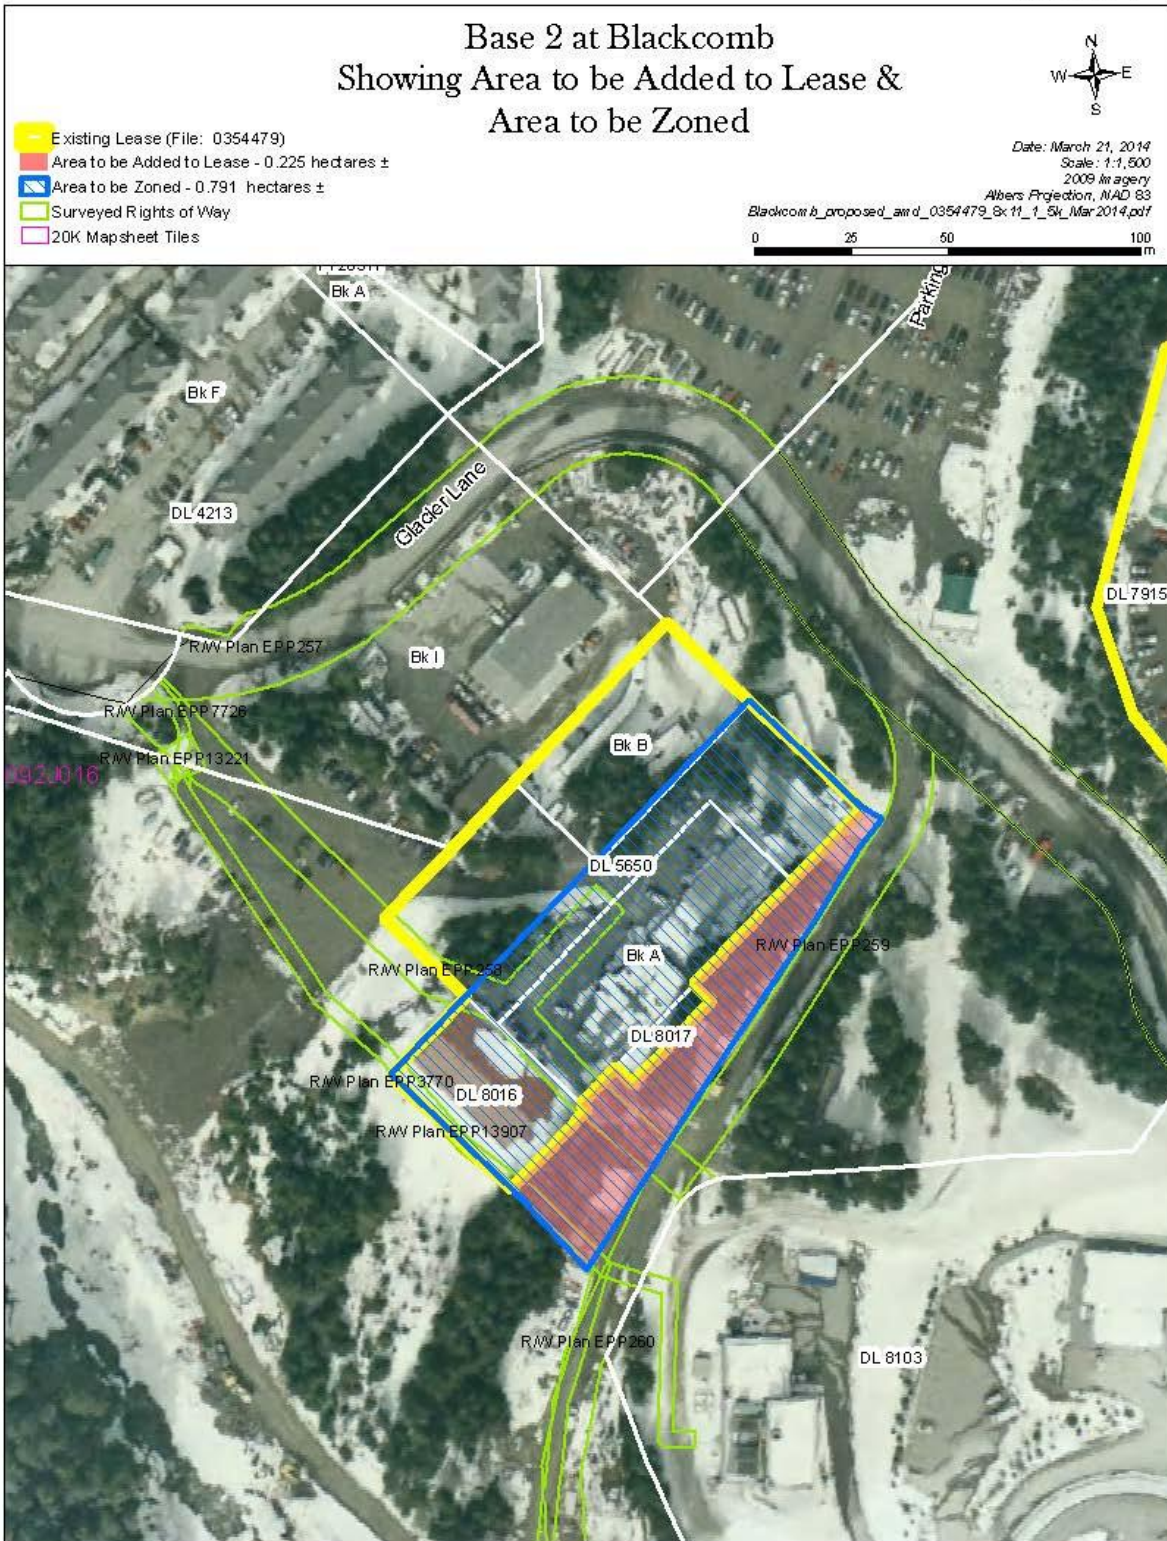 Base 2 at Blackcomb
Showing Area to be Added to Lease &
Area to be Zoned
N
W E
S
Existing Lease (File: 0354479)
Area to be Added to Lease - 0.225 hectares ±
Area to be Zoned - 0.791 hectares ±
Surveyed Rights of Way
20K Mapsheet Tiles
Date: March 21, 2014
Scale: 1:1,500
2009 Imagery
Albers Projection, NAD 83
Blackcomb_proposed_amd_0354479_8x11_1_5k_Mar2014.pdf
0 25 50 100
m
Bk A
Parking
Bk F
DL 4213
Glacier Lane
DL 7915
R/W Plan EPP257
Bk I
R/W Plan EPP7726
Bk B
R/W Plan EPP13221
092J016
DL 5650
R/W Plan EPP259
Bk A
R/W Plan EPP258
DL 8017
R/W Plan EPP3770
DL 8016
R/W Plan EPP13907
R/W Plan EPP260
DL 8103